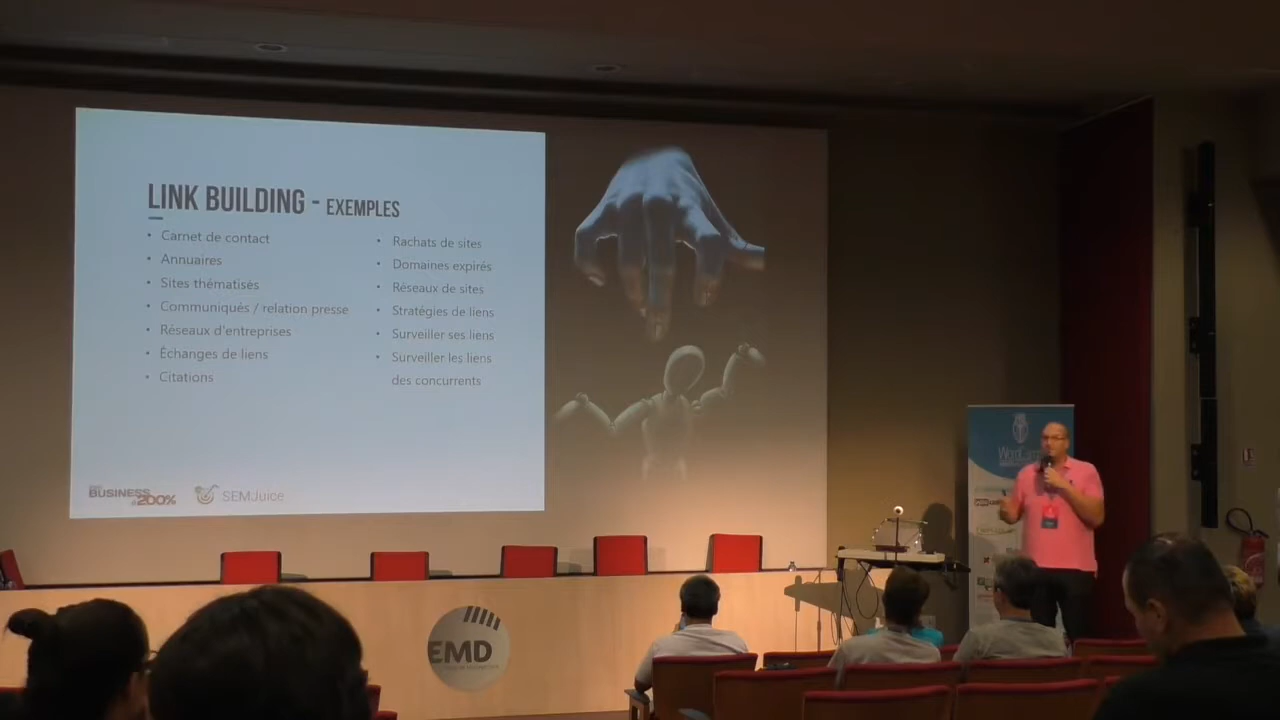 LINK BUILDING - EXEMPLES
• Carnet de contact
• Annuaires
• Sites thématisés
• Communiqués / relation presse
• Réseaux d'entreprises
• Échanges de liens
• Citations
• Rachats de sites
• Domaines expirés
• Réseaux de sites
• Stratégies de liens
• Surveiller ses liens
• Surveiller les liens
des concurrents
BUSINESS
200%
SEMJuice
EMD